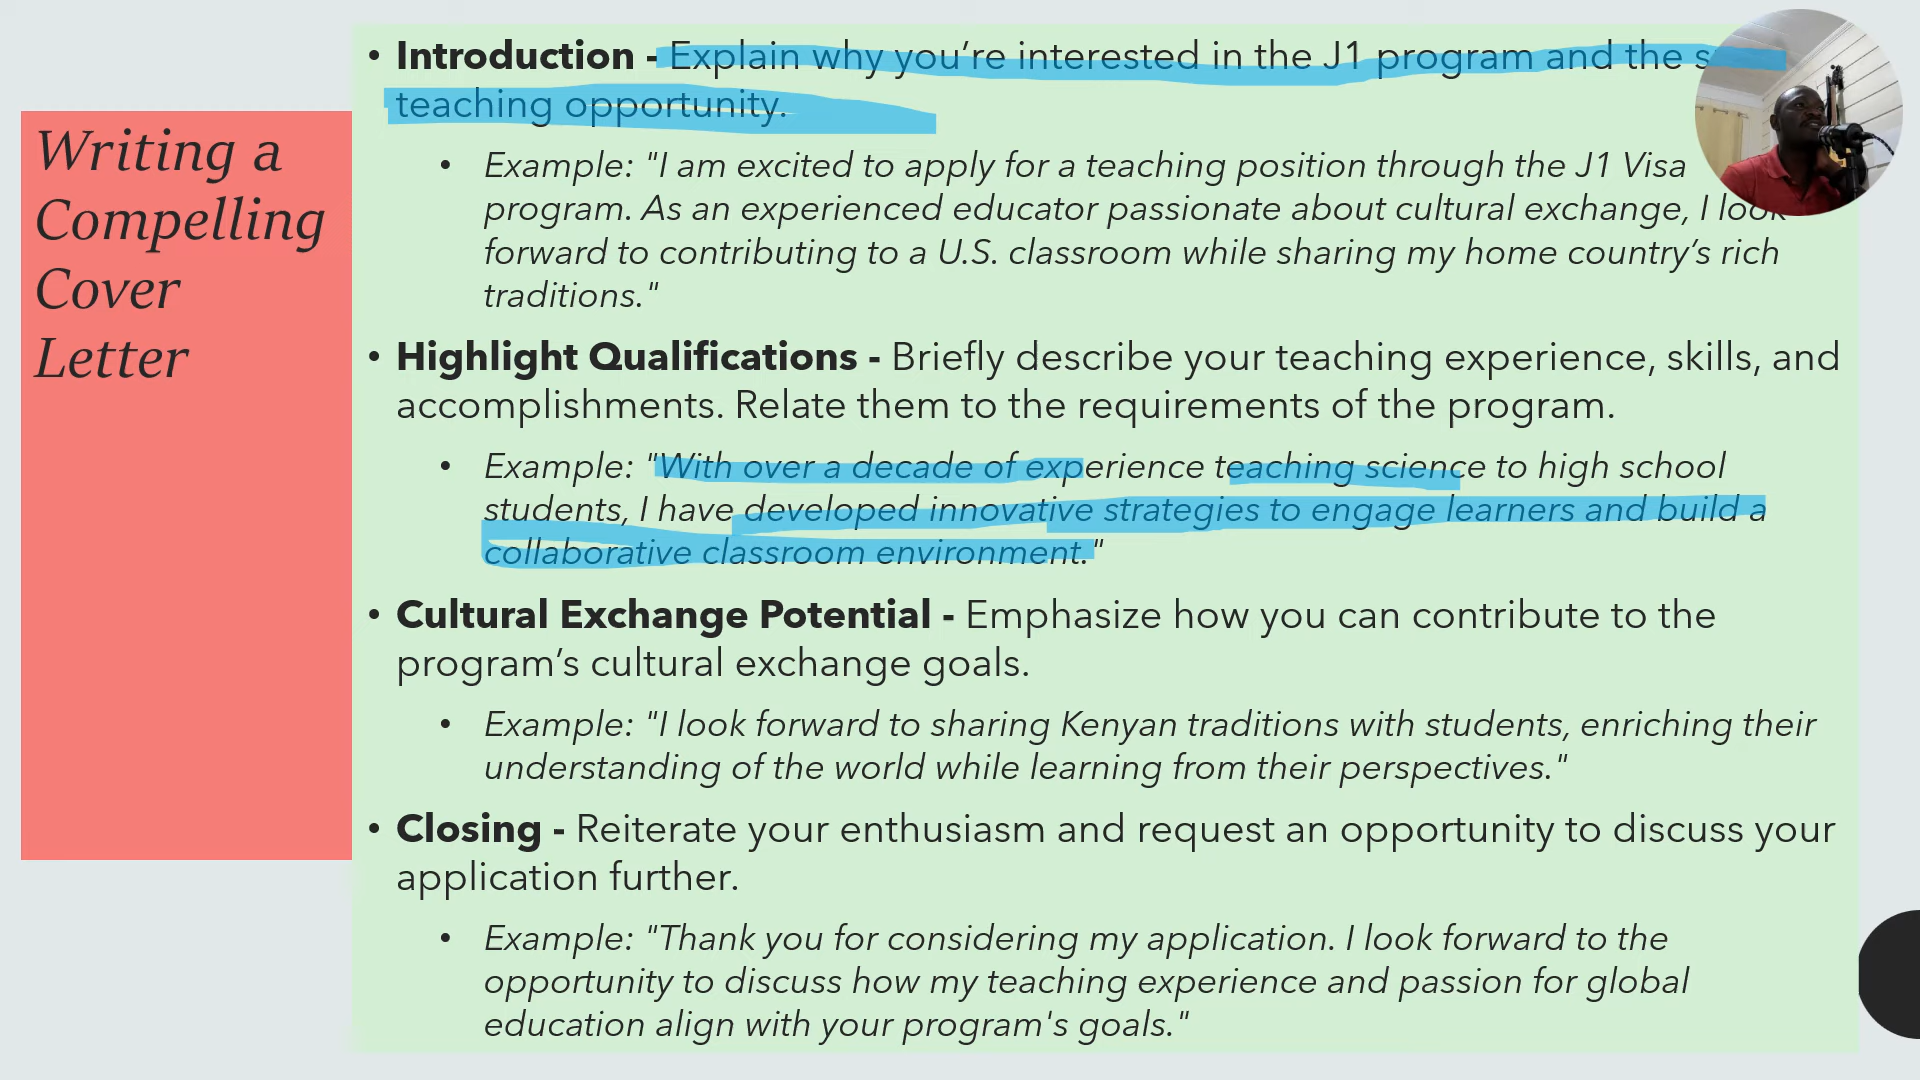 Writing a
Compelling
Cover
Letter
• Introduction - Explain why you’re interested in the J1 program and the
teaching opportunity.
• Example: "I am excited to apply for a teaching position through the J1 Visa
program. As an experienced educator passionate about cultural exchange, I look
forward to contributing to a U.S. classroom while sharing my home country’s rich
traditions."
• Highlight Qualifications - Briefly describe your teaching experience, skills, and
accomplishments. Relate them to the requirements of the program.
• Example: "With over a decade of experience teaching science to high school
students, I have developed innovative strategies to engage learners and build a
collaborative classroom environment."
• Cultural Exchange Potential - Emphasize how you can contribute to the
program’s cultural exchange goals.
• Example: "I look forward to sharing Kenyan traditions with students, enriching their
understanding of the world while learning from their perspectives."
• Closing - Reiterate your enthusiasm and request an opportunity to discuss your
application further.
• Example: "Thank you for considering my application. I look forward to the
opportunity to discuss how my teaching experience and passion for global
education align with your program's goals."